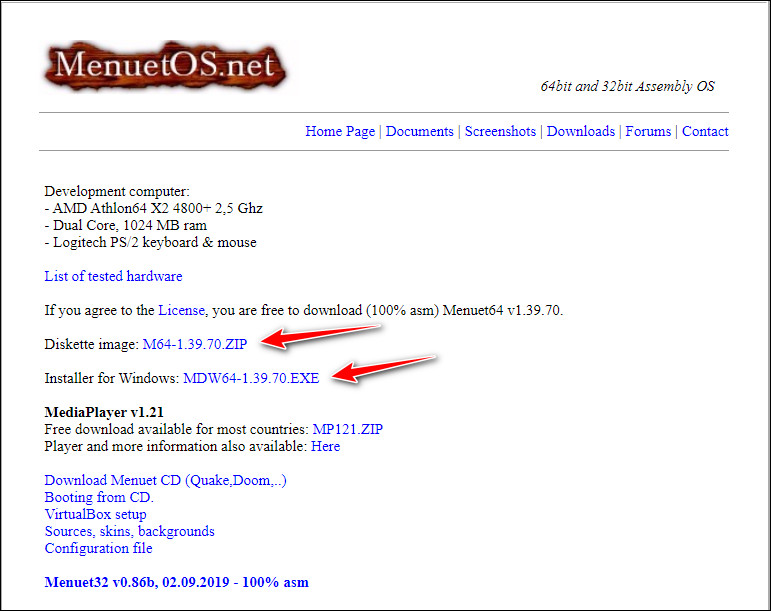 MenuetOS.net
64bit and 32bit Assembly OS
Home Page | Documents | Screenshots | Downloads | Forums | Contact
Development computer:
- AMD Athlon64 X2 4800+ 2,5 Ghz
- Dual Core, 1024 MB ram
- Logitech PS/2 keyboard & mouse
List of tested hardware
If you agree to the License, you are free to download (100% asm) Menuet64 v1.39.70.
Diskette image: M64-1.39.70.ZIP
Installer for Windows: MDW64-1.39.70.EXE
MediaPlayer v1.21
Free download available for most countries: MP121.ZIP
Player and more information also available: Here
Download Menuet CD (Quake,Doom,..)
Booting from CD.
VirtualBox setup
Sources, skins, backgrounds
Configuration file
Menuet32 v0.86b, 02.09.2019 - 100% asm